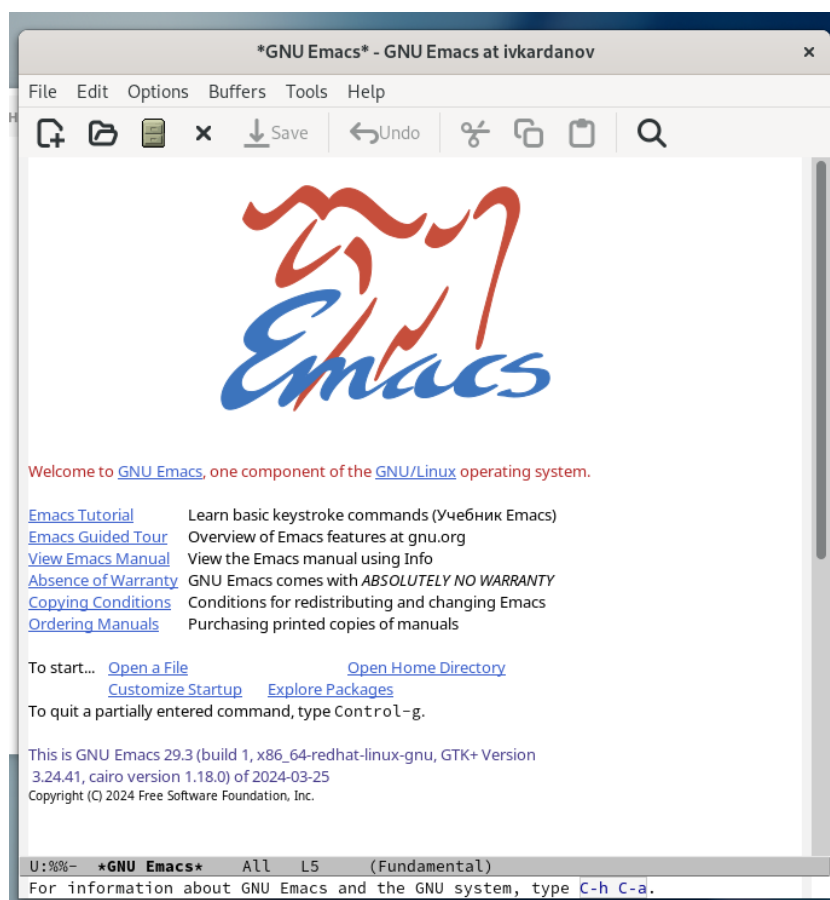 *GNU Emacs* - GNU Emacs at ivkardanov
File Edit Options Buffers Tools Help
H
Save Undo
Emacs
Welcome to GNU Emacs, one component of the GNU/Linux operating system.
Emacs Tutorial Learn basic keystroke commands (Учебник Emacs)
Emacs Guided Tour Overview of Emacs features at gnu.org
View Emacs Manual View the Emacs manual using Info
Absence of Warranty GNU Emacs comes with ABSOLUTELY NO WARRANTY
Copying Conditions Conditions for redistributing and changing Emacs
Ordering Manuals Purchasing printed copies of manuals
To start... Open a File Open Home Directory
Customize Startup Explore Packages
To quit a partially entered command, type Control-g.
This is GNU Emacs 29.3 (build 1, x86_64-redhat-linux-gnu, GTK+ Version
3.24.41, cairo version 1.18.0) of 2024-03-25
Copyright (C) 2024 Free Software Foundation, Inc.
U:%%- *GNU Emacs* All L5 (Fundamental)
For information about GNU Emacs and the GNU system, type C-h C-a.